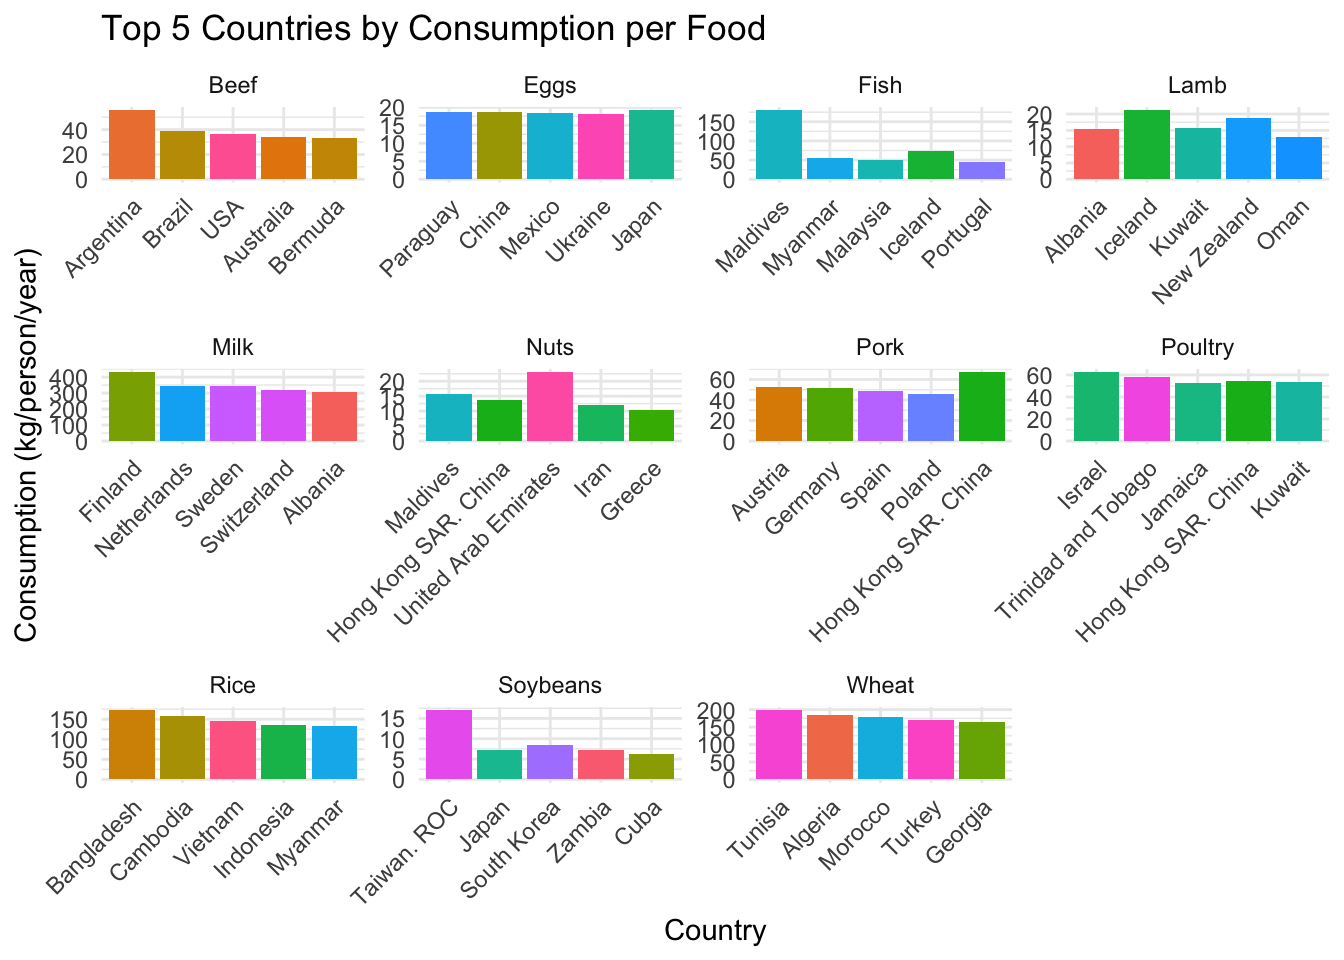 Top 5 Countries by Consumption per Food
Consumption (kg/person/year)
Beef
40
20
0
Argentina
Brazil
USA
Australia
Bermuda
Eggs
20
15
10
5
0
Paraguay
China
Mexico
Ukraine
Japan
Fish
150
100
50
0
Maldives
Myanmar
Malaysia
Iceland
Portugal
Lamb
20
15
10
5
0
Albania
Iceland
Kuwait
New Zealand
Oman
Milk
400
300
200
100
0
Finland
Netherlands
Sweden
Switzerland
Albania
Nuts
20
15
10
5
0
Maldives
Hong Kong SAR. China
United Arab Emirates
Iran
Greece
Pork
60
40
20
0
Austria
Germany
Spain
Poland
Hong Kong SAR. China
Poultry
60
40
20
0
Israel
Trinidad and Tobago
Jamaica
Hong Kong SAR. China
Kuwait
Rice
150
100
50
0
Bangladesh
Cambodia
Vietnam
Indonesia
Myanmar
Soybeans
15
10
5
0
Taiwan. ROC
Japan
South Korea
Zambia
Cuba
Wheat
200
150
100
50
0
Tunisia
Algeria
Morocco
Turkey
Georgia
Country